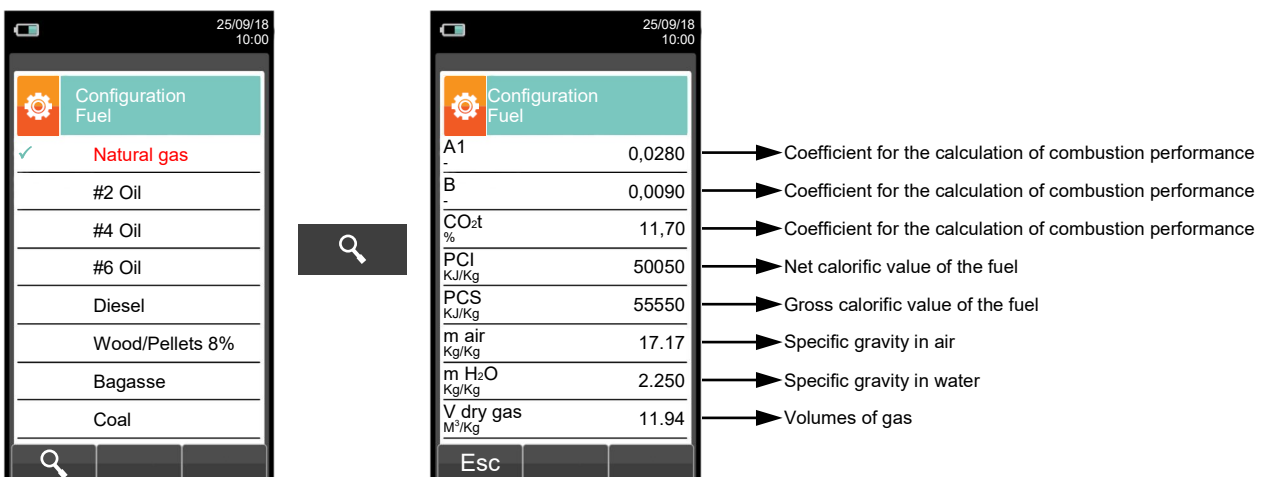 25/09/18
10:00
Configuration
Fuel
✓ Natural gas
#2 Oil
#4 Oil
#6 Oil
Diesel
Wood/Pellets 8%
Bagasse
Coal
25/09/18
10:00
Configuration
Fuel
A1
-
0,0280
Coefficient for the calculation of combustion performance
B
-
0,0090
Coefficient for the calculation of combustion performance
CO₂t
%
11,70
Coefficient for the calculation of combustion performance
PCI
KJ/Kg
50050
Net calorific value of the fuel
PCS
KJ/Kg
55550
Gross calorific value of the fuel
m air
Kg/Kg
17.17
Specific gravity in air
m H₂O
Kg/Kg
2.250
Specific gravity in water
V dry gas
M³/Kg
11.94
Volumes of gas
Esc